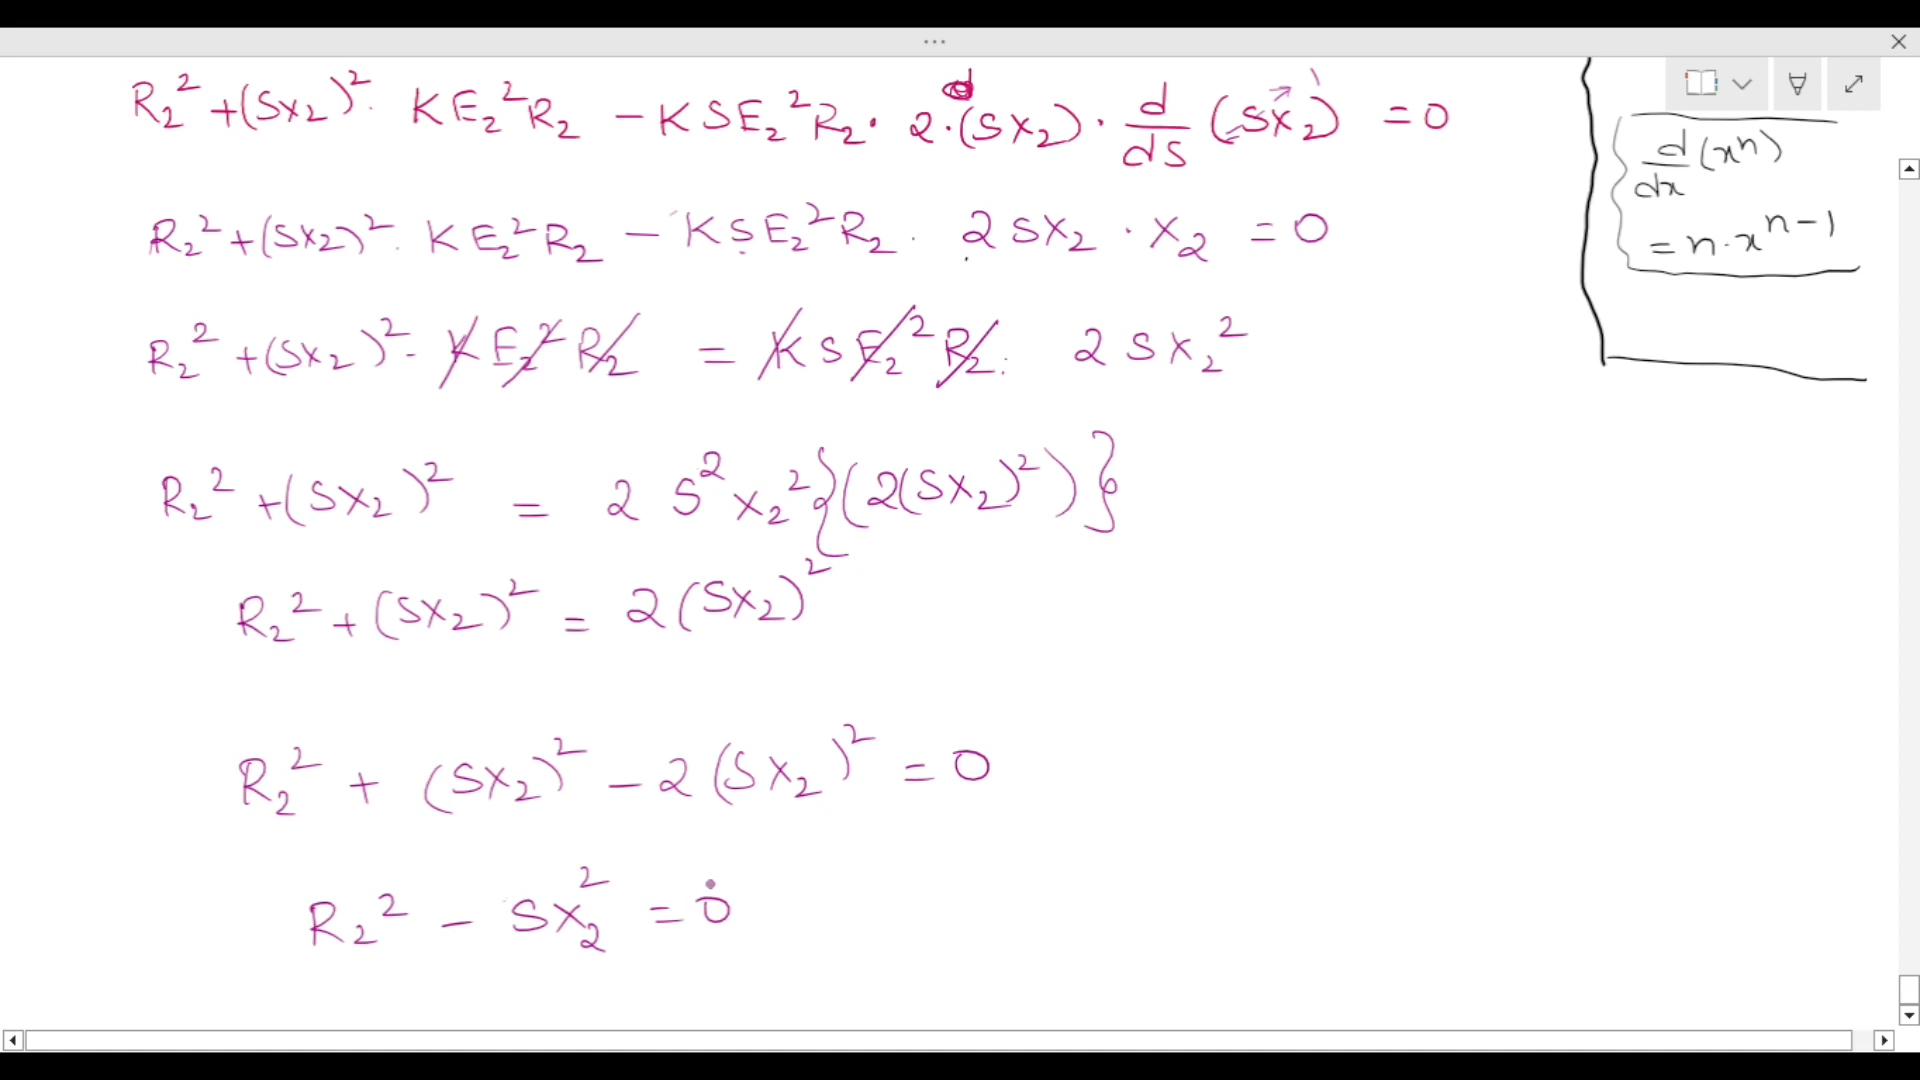 R₂² + (SX₂)² . KE₂²R₂ − KSE₂²R₂ . 2.(SX₂) . d/ds (SX₂) = 0
R₂² + (SX₂)² . KE₂²R₂ − KSE₂²R₂ . 2SX₂ . X₂ = 0
R₂² + (SX₂)² . KE₂²R₂ = KSE₂²R₂ . 2SX₂²
R₂² + (SX₂)² = 2 S²X₂² {(2(SX₂)²)}
R₂² + (SX₂)² = 2(SX₂)²
R₂² + (SX₂)² − 2(SX₂)² = 0
R₂² − SX₂² = 0
d/dx (xⁿ)
= n.xⁿ⁻¹